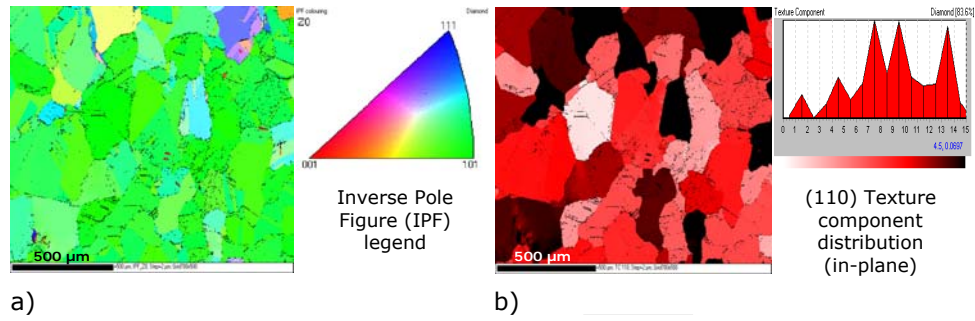 IPF colouring
Z0
Diamond
111
001
101
Inverse Pole
Figure (IPF)
legend
500 µm
a)
500 µm
b)
Texture Component
Diamond [83.6%]
0 1 2 3 4 5 6 7 8 9 10 11 12 13 14 15
4.5, 0.0697
(110) Texture
component
distribution
(in-plane)